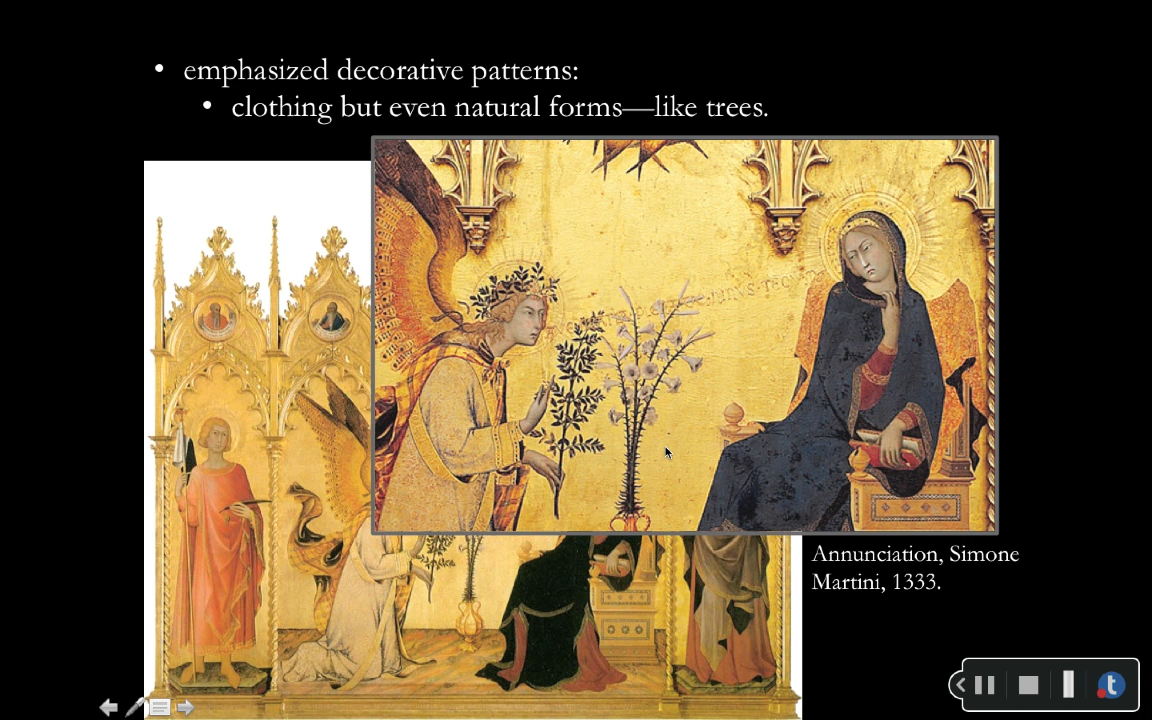 • emphasized decorative patterns:
• clothing but even natural forms—like trees.
Annunciation, Simone
Martini, 1333.
t